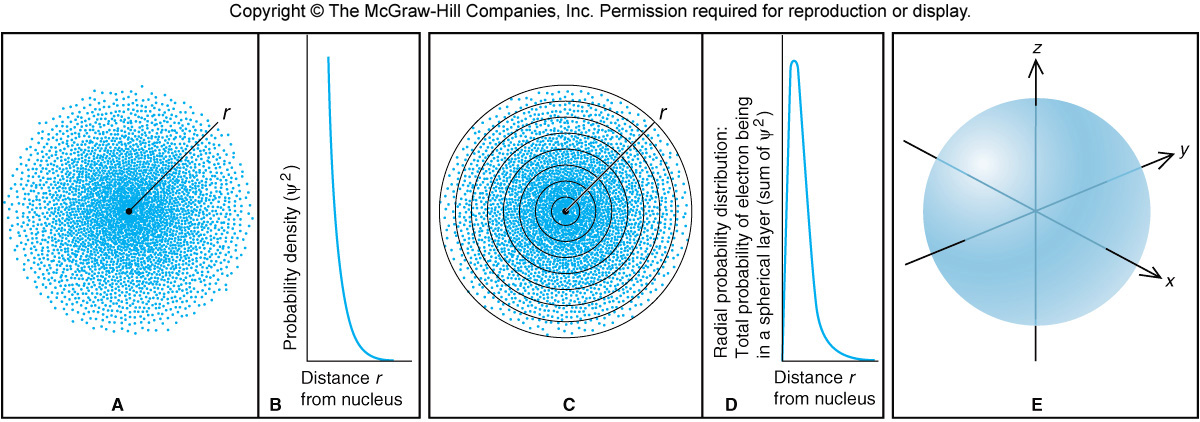 Copyright © The McGraw-Hill Companies, Inc. Permission required for reproduction or display.
r
A
Probability density (ψ²)
Distance r
from nucleus
B
r
C
Radial probability distribution:
Total probability of electron being
in a spherical layer (sum of ψ²)
Distance r
from nucleus
D
z
y
x
E